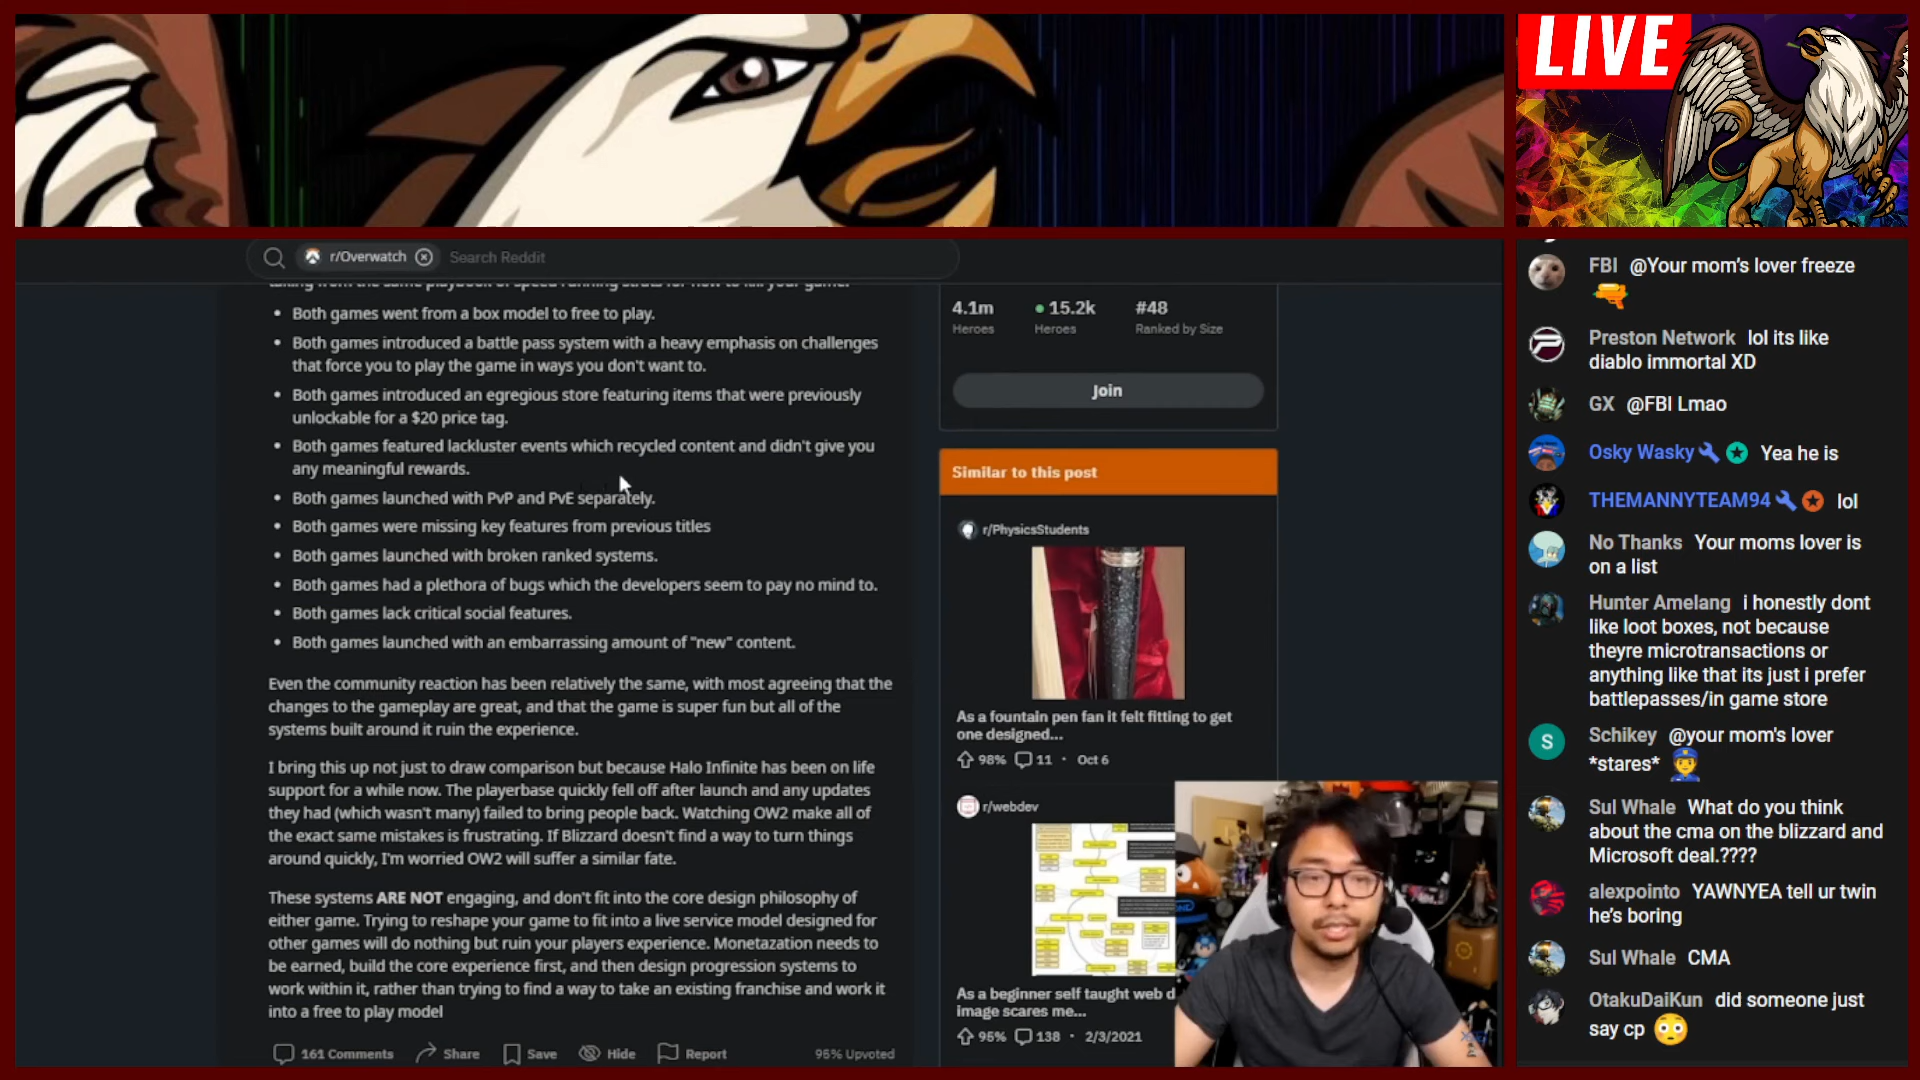 LIVE
r/Overwatch
Search Reddit
taking from the same playbook of speed running strats for how to kill your game:
Both games went from a box model to free to play.
Both games introduced a battle pass system with a heavy emphasis on challenges
that force you to play the game in ways you don't want to.
Both games introduced an egregious store featuring items that were previously
unlockable for a $20 price tag.
Both games featured lackluster events which recycled content and didn't give you
any meaningful rewards.
Both games launched with PvP and PvE separately.
Both games were missing key features from previous titles
Both games launched with broken ranked systems.
Both games had a plethora of bugs which the developers seem to pay no mind to.
Both games lack critical social features.
Both games launched with an embarrassing amount of "new" content.
Even the community reaction has been relatively the same, with most agreeing that the
changes to the gameplay are great, and that the game is super fun but all of the
systems built around it ruin the experience.
I bring this up not just to draw comparison but because Halo Infinite has been on life
support for a while now. The playerbase quickly fell off after launch and any updates
they had (which wasn't many) failed to bring people back. Watching OW2 make all of
the exact same mistakes is frustrating. If Blizzard doesn't find a way to turn things
around quickly, I'm worried OW2 will suffer a similar fate.
These systems ARE NOT engaging, and don't fit into the core design philosophy of
either game. Trying to reshape your game to fit into a live service model designed for
other games will do nothing but ruin your players experience. Monetazation needs to
be earned, build the core experience first, and then design progression systems to
work within it, rather than trying to find a way to take an existing franchise and work it
into a free to play model
161 Comments Share Save Hide Report 95% Upvoted
4.1m 15.2k #48
Heroes Heroes Ranked by Size
Join
Similar to this post
r/PhysicsStudents
As a fountain pen fan it felt fitting to get
one designed...
98% 11 · Oct 6
r/webdev
As a beginner self taught web d
image scares me...
95% 138 · 2/3/2021
FBI @Your mom's lover freeze
Preston Network lol its like
diablo immortal XD
GX @FBI Lmao
Osky Wasky Yea he is
THEMANNYTEAM94 lol
No Thanks Your moms lover is
on a list
Hunter Amelang i honestly dont
like loot boxes, not because
theyre microtransactions or
anything like that its just i prefer
battlepasses/in game store
S
Schikey @your mom's lover
*stares*
Sul Whale What do you think
about the cma on the blizzard and
Microsoft deal.????
alexpointo YAWNYEA tell ur twin
he's boring
Sul Whale CMA
OtakuDaiKun did someone just
say cp